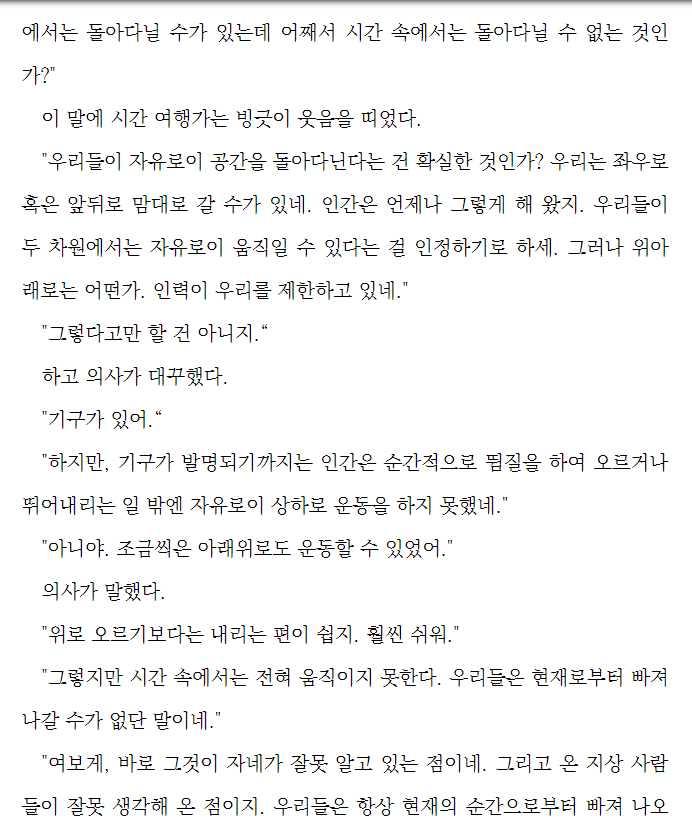 에서는 돌아다닐 수가 있는데 어째서 시간 속에서는 돌아다닐 수 없는 것인
가?"
이 말에 시간 여행가는 빙긋이 웃음을 띠었다.
"우리들이 자유로이 공간을 돌아다닌다는 건 확실한 것인가? 우리는 좌우로
혹은 앞뒤로 맘대로 갈 수가 있네. 인간은 언제나 그렇게 해 왔지. 우리들이
두 차원에서는 자유로이 움직일 수 있다는 걸 인정하기로 하세. 그러나 위아
래로는 어떤가. 인력이 우리를 제한하고 있네."
"그렇다고만 할 건 아니지.“
하고 의사가 대꾸했다.
"기구가 있어.“
"하지만, 기구가 발명되기까지는 인간은 순간적으로 뜀질을 하여 오르거나
뛰어내리는 일 밖엔 자유로이 상하로 운동을 하지 못했네."
"아니야. 조금씩은 아래위로도 운동할 수 있었어."
의사가 말했다.
"위로 오르기보다는 내리는 편이 쉽지. 훨씬 쉬워."
"그렇지만 시간 속에서는 전혀 움직이지 못한다. 우리들은 현재로부터 빠져
나갈 수가 없단 말이네."
"여보게, 바로 그것이 자네가 잘못 알고 있는 점이네. 그리고 온 지상 사람
들이 잘못 생각해 온 점이지. 우리들은 항상 현재의 순간으로부터 빠져 나오